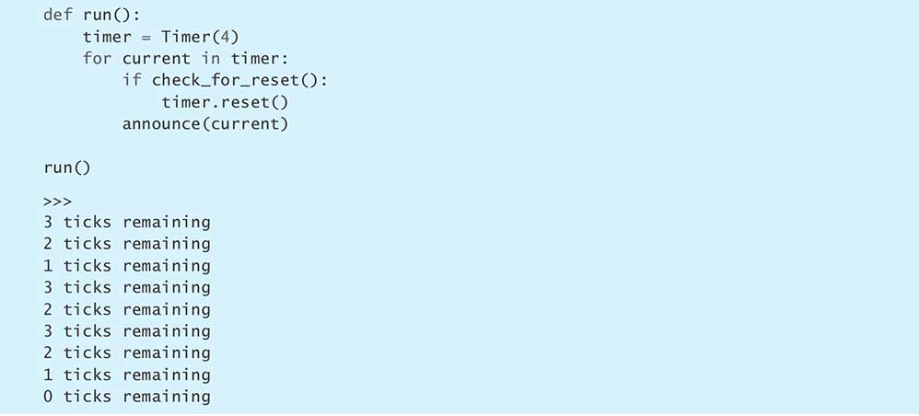 def run():
    timer = Timer(4)
    for current in timer:
        if check_for_reset():
            timer.reset()
        announce(current)
run()
>>>
3 ticks remaining
2 ticks remaining
1 ticks remaining
3 ticks remaining
2 ticks remaining
3 ticks remaining
2 ticks remaining
1 ticks remaining
0 ticks remaining